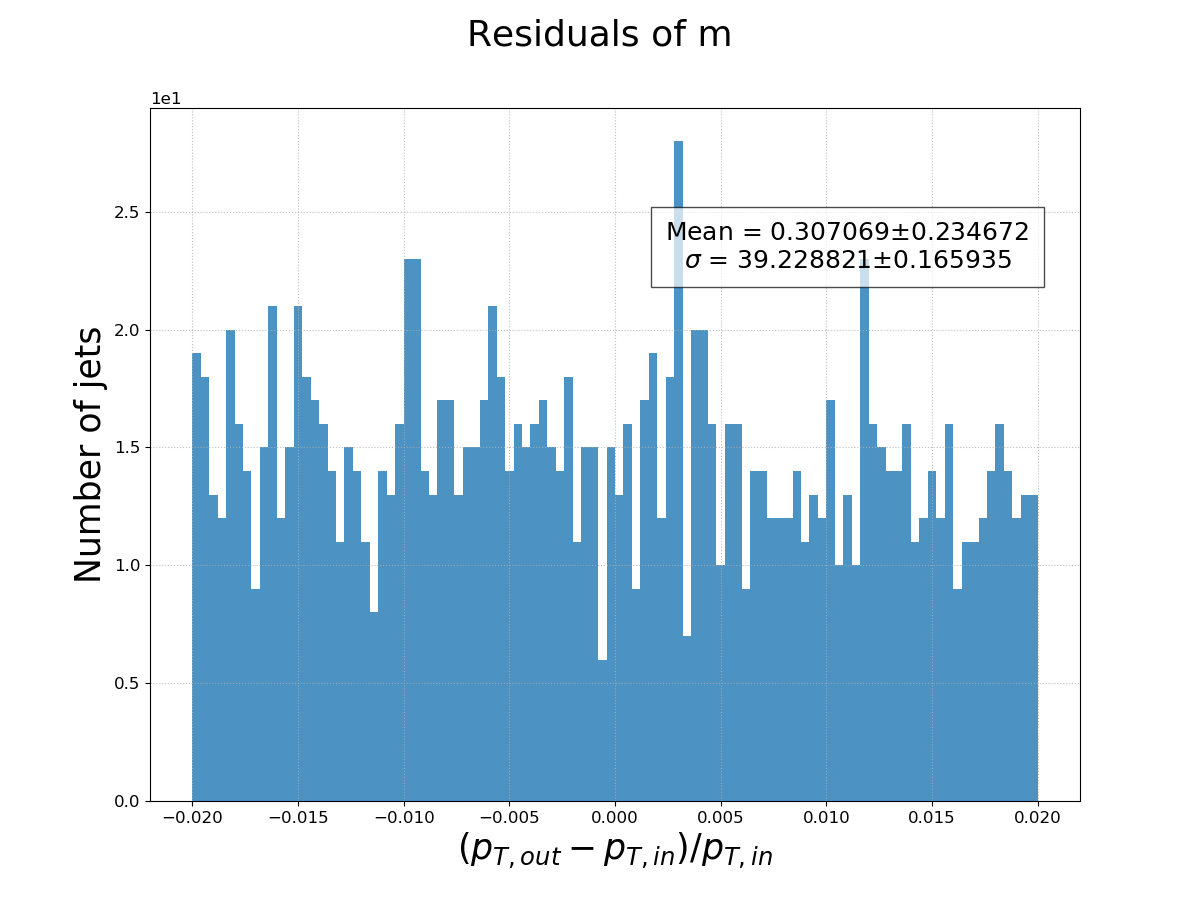 Residuals of m
1e1
2.5
2.0
1.5
1.0
0.5
0.0
Number of jets
Mean = 0.307069±0.234672
σ = 39.228821±0.165935
−0.020 −0.015 −0.010 −0.005 0.000 0.005 0.010 0.015 0.020
(p_{T,out} − p_{T,in})/p_{T,in}